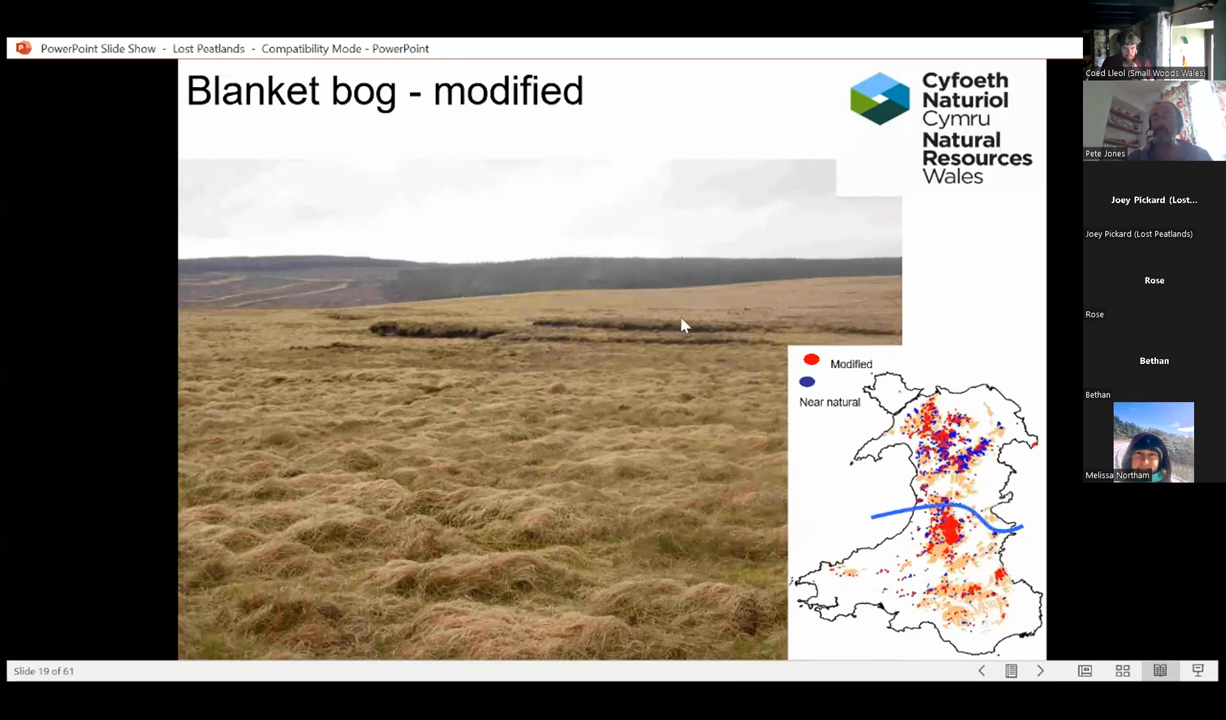 PowerPoint Slide Show - Lost Peatlands - Compatibility Mode - PowerPoint
Blanket bog - modified
Cyfoeth
Naturiol
Cymru
Natural
Resources
Wales
Modified
Near natural
Slide 19 of 61
Coed Lleol (Small Woods Wales)
Pete Jones
Joey Pickard (Lost...
Joey Pickard (Lost Peatlands)
Rose
Rose
Bethan
Bethan
Melissa Northam